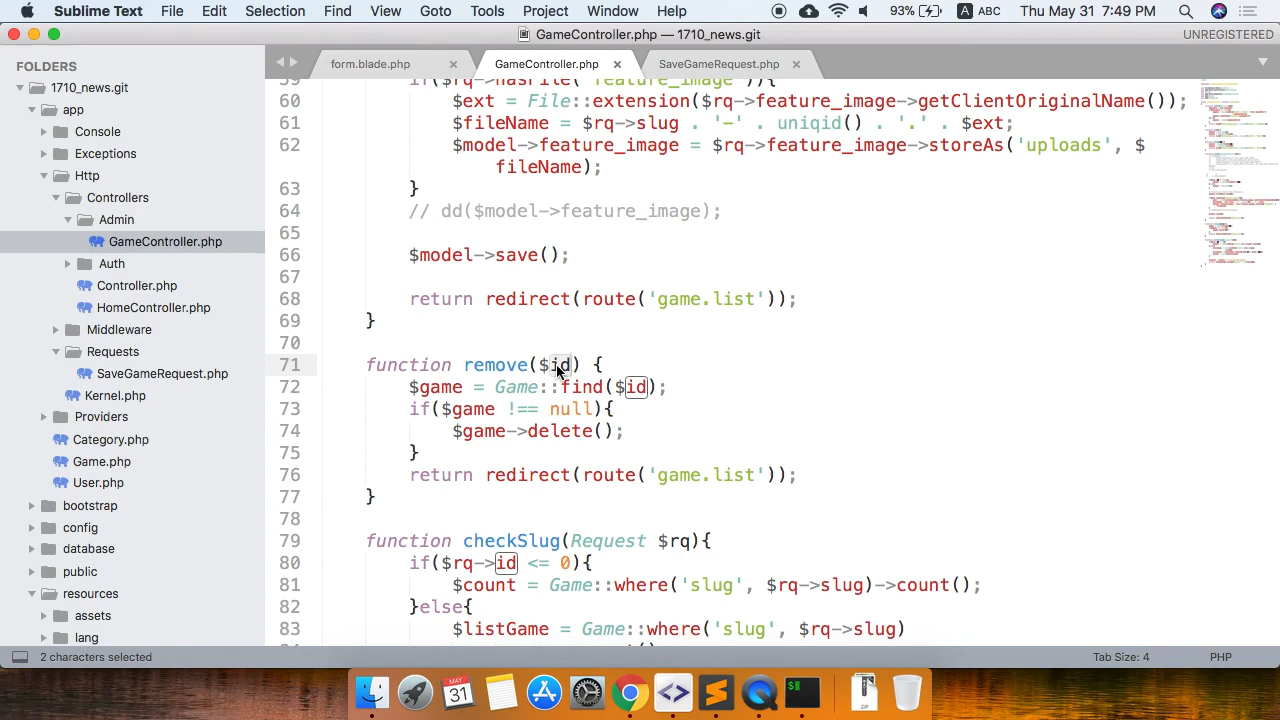 Sublime Text File Edit Selection Find View Goto Tools Project Window Help 93% A ABC Thu May 31 7:49 PM
GameController.php — 1710_news.git UNREGISTERED
FOLDERS
1710_news.git
app
Console
Exceptions
Http
Controllers
Admin
GameController.php
Auth
Controller.php
HomeController.php
Middleware
Requests
SaveGameRequest.php
Kernel.php
Providers
Category.php
Game.php
User.php
bootstrap
config
database
public
resources
assets
lang
form.blade.php × GameController.php × SaveGameRequest.php ×
59 if($rq->hasFile('feature_image')){
60 $ext = File::extension($rq->feature_image->getClientOriginalName());
61 $fileName = $rq->slug . '-' . uniqid() . '.' . $ext;
62 $model->feature_image = $rq->feature_image->storeAs('uploads', $
fileName);
63 }
64 // dd($model->feature_image);
65
66 $model->save();
67
68 return redirect(route('game.list'));
69 }
70
71 function remove($id) {
72 $game = Game::find($id);
73 if($game !== null){
74 $game->delete();
75 }
76 return redirect(route('game.list'));
77 }
78
79 function checkSlug(Request $rq){
80 if($rq->id <= 0){
81 $count = Game::where('slug', $rq->slug)->count();
82 }else{
83 $listGame = Game::where('slug', $rq->slug)
2 characters selected Tab Size: 4 PHP
MAY
31
ZIP